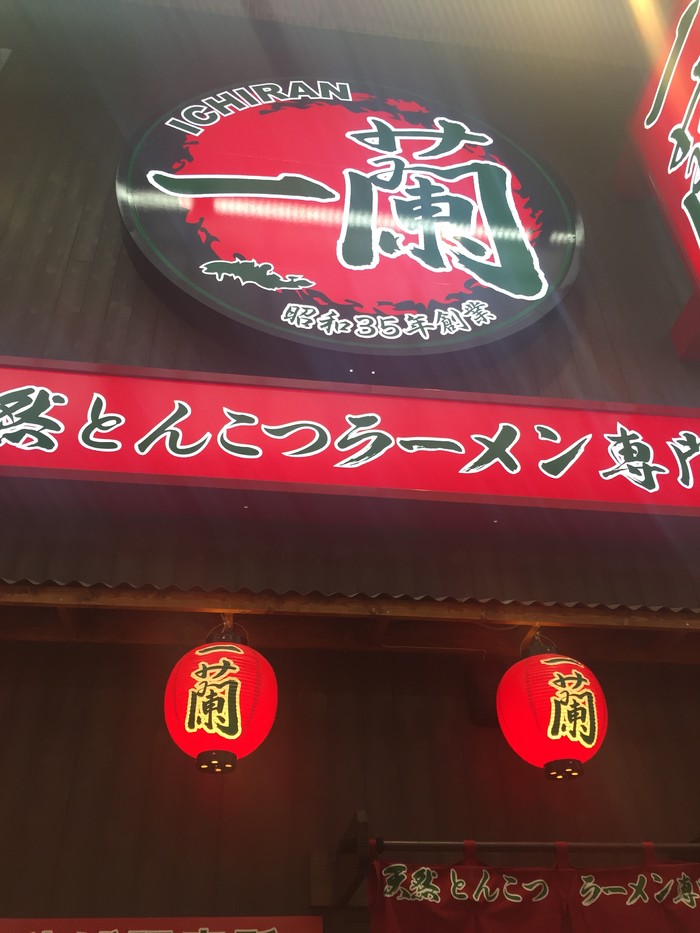 ICHIRAN
一蘭
昭和35年創業
然とんこつラーメン専門
一蘭
一蘭
天然とんこつラーメン専